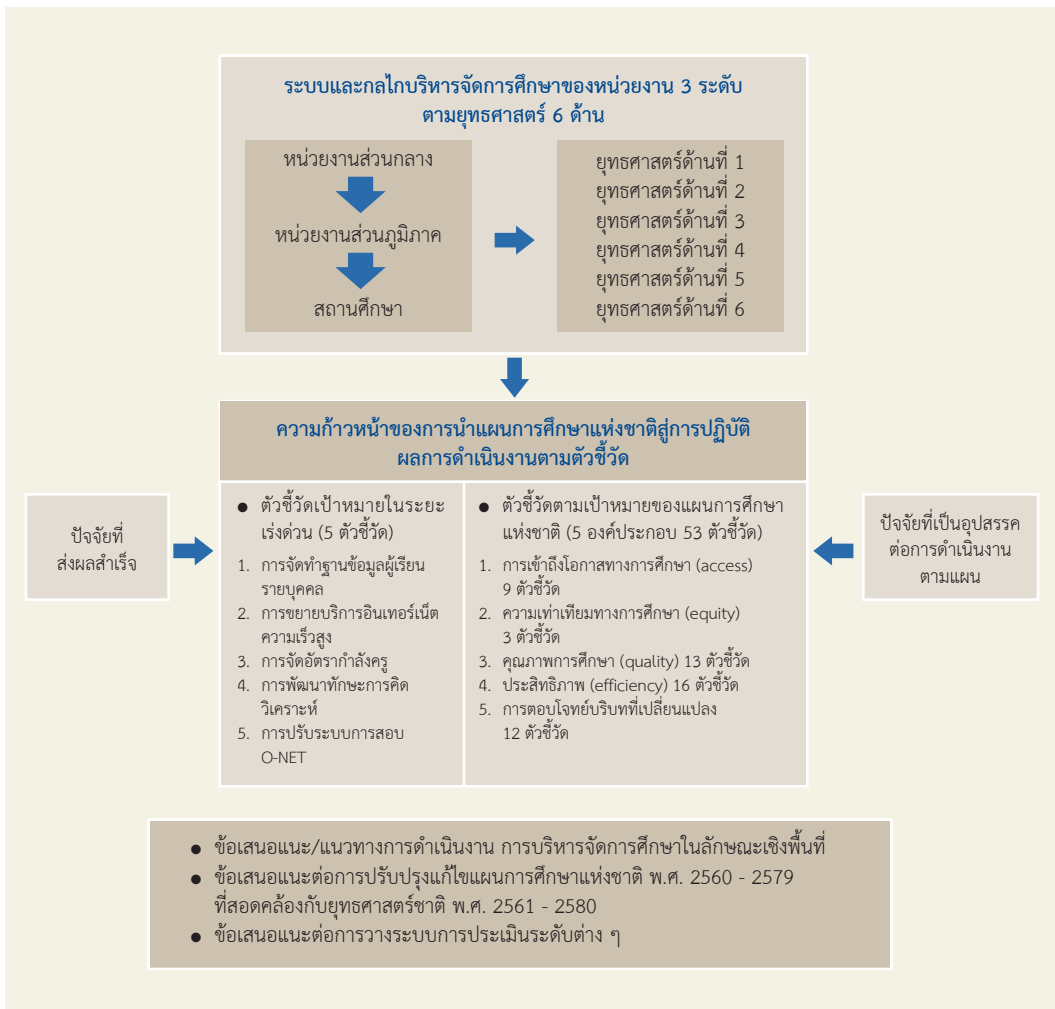 ระบบและกลไกบริหารจัดการศึกษาของหน่วยงาน 3 ระดับ
ตามยุทธศาสตร์ 6 ด้าน
หน่วยงานส่วนกลาง
หน่วยงานส่วนภูมิภาค
สถานศึกษา
ยุทธศาสตร์ด้านที่ 1
ยุทธศาสตร์ด้านที่ 2
ยุทธศาสตร์ด้านที่ 3
ยุทธศาสตร์ด้านที่ 4
ยุทธศาสตร์ด้านที่ 5
ยุทธศาสตร์ด้านที่ 6
ความก้าวหน้าของการนำแผนการศึกษาแห่งชาติสู่การปฏิบัติ
ผลการดำเนินงานตามตัวชี้วัด
ปัจจัยที่
ส่งผลสำเร็จ
● ตัวชี้วัดเป้าหมายในระยะ
เร่งด่วน (5 ตัวชี้วัด)
1. การจัดทำฐานข้อมูลผู้เรียน
รายบุคคล
2. การขยายบริการอินเทอร์เน็ต
ความเร็วสูง
3. การจัดอัตรากำลังครู
4. การพัฒนาทักษะการคิด
วิเคราะห์
5. การปรับระบบการสอบ
O-NET
● ตัวชี้วัดตามเป้าหมายของแผนการศึกษา
แห่งชาติ (5 องค์ประกอบ 53 ตัวชี้วัด)
1. การเข้าถึงโอกาสทางการศึกษา (access)
9 ตัวชี้วัด
2. ความเท่าเทียมทางการศึกษา (equity)
3 ตัวชี้วัด
3. คุณภาพการศึกษา (quality) 13 ตัวชี้วัด
4. ประสิทธิภาพ (efficiency) 16 ตัวชี้วัด
5. การตอบโจทย์บริบทที่เปลี่ยนแปลง
12 ตัวชี้วัด
ปัจจัยที่เป็นอุปสรรค
ต่อการดำเนินงาน
ตามแผน
● ข้อเสนอแนะ/แนวทางการดำเนินงาน การบริหารจัดการศึกษาในลักษณะเชิงพื้นที่
● ข้อเสนอแนะต่อการปรับปรุงแก้ไขแผนการศึกษาแห่งชาติ พ.ศ. 2560 - 2579
ที่สอดคล้องกับยุทธศาสตร์ชาติ พ.ศ. 2561 - 2580
● ข้อเสนอแนะต่อการวางระบบการประเมินระดับต่าง ๆ